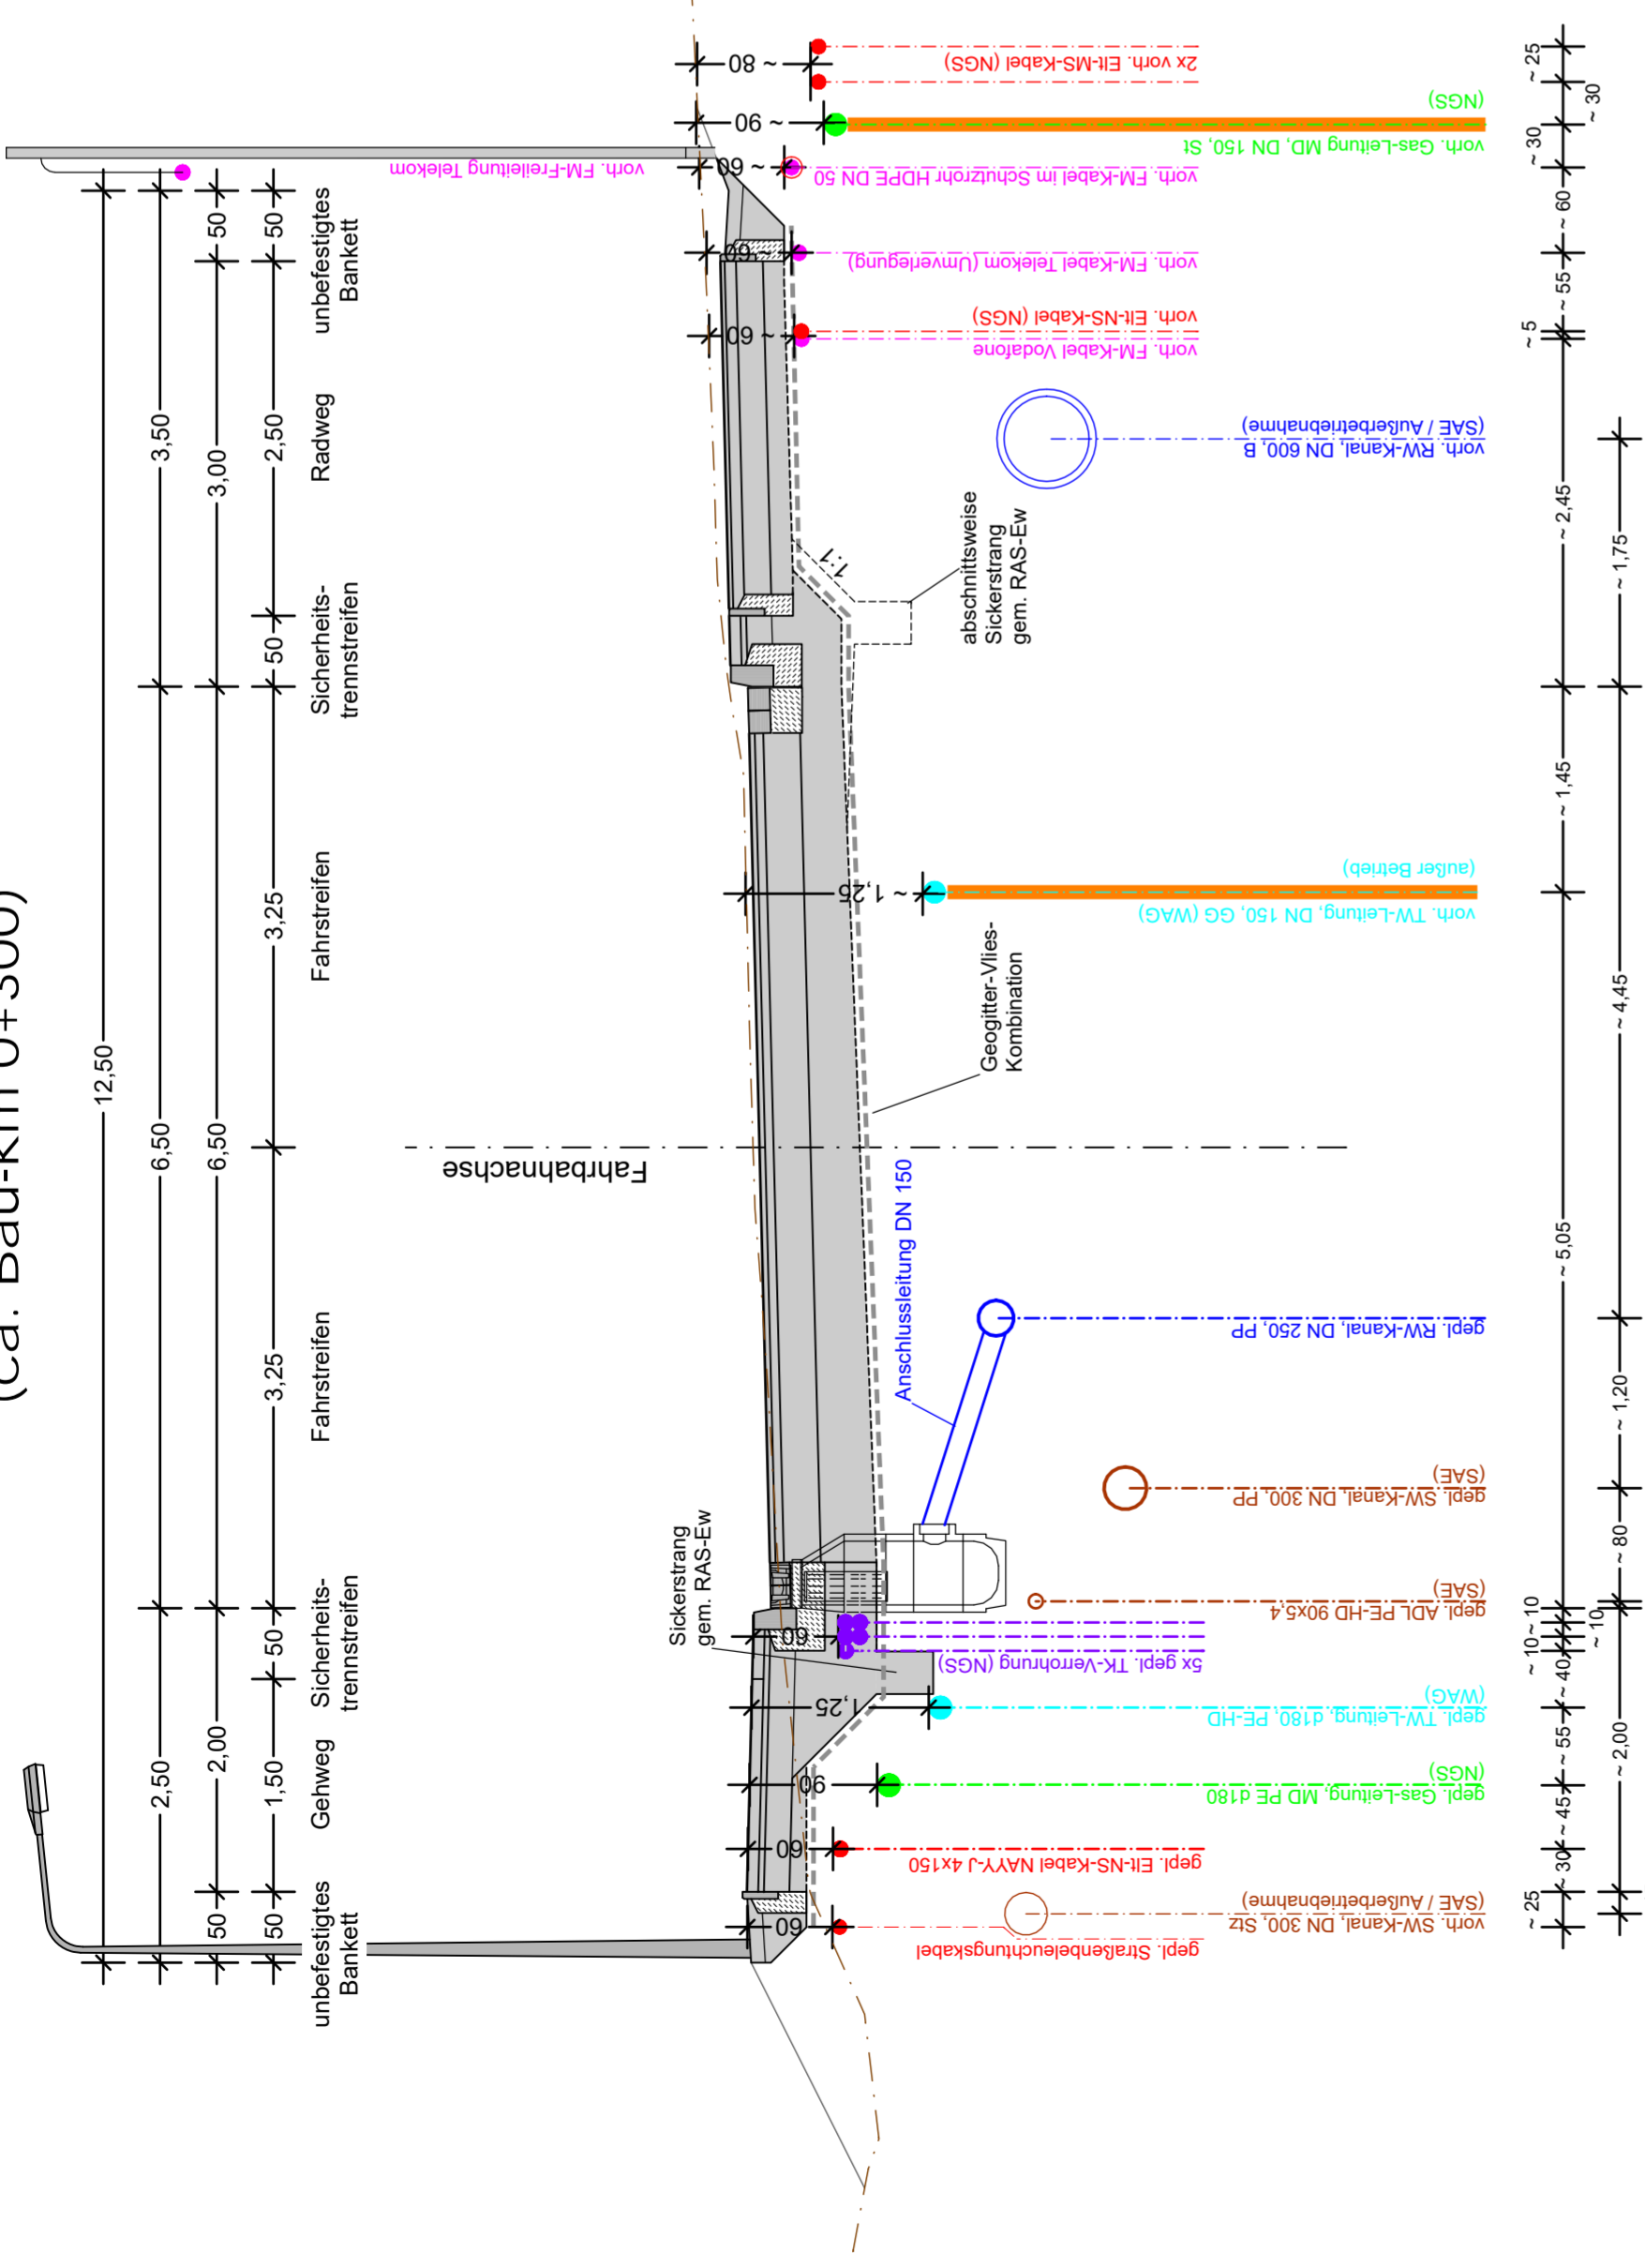 (ca. Bau-km 0+300)
12,50
2,50
6,50
3,50
50
2,00
6,50
3,00
50
50
1,50
50
3,25
3,25
50
2,50
50
unbefestigtes
Bankett
Gehweg
Sicherheits-
trennstreifen
Fahrstreifen
Fahrstreifen
Sicherheits-
trennstreifen
Radweg
unbefestigtes
Bankett
Fahrbahnachse
vorh. FM-Freileitung Telekom
60
60
90
1,25
60
~ 1,25
~ 60
~ 60
~ 60
~ 90
~ 80
Sickerstrang
gem. RAS-Ew
Anschlussleitung DN 150
Geogitter-Vlies-
Kombination
abschnittsweise
Sickerstrang
gem. RAS-Ew
1:1
gepl. Straßenbeleuchtungskabel
vorh. SW-Kanal, DN 300, Stz
(SAE / Außerbetriebnahme)
gepl. Elt-NS-Kabel NAYY-J 4x150
gepl. Gas-Leitung, MD PE d180
(NGS)
gepl. TW-Leitung, d180, PE-HD
(WAG)
5x gepl. TK-Verrohrung (NGS)
gepl. ADL PE-HD 90x5,4
(SAE)
gepl. SW-Kanal, DN 300, PP
(SAE)
gepl. RW-Kanal, DN 250, PP
vorh. TW-Leitung, DN 150, GG (WAG)
(außer Betrieb)
vorh. RW-Kanal, DN 600, B
(SAE / Außerbetriebnahme)
vorh. FM-Kabel Vodafone
vorh. Elt-NS-Kabel (NGS)
vorh. FM-Kabel Telekom (Umverlegung)
vorh. FM-Kabel im Schutzrohr HDPE DN 50
vorh. Gas-Leitung MD, DN 150, St
(NGS)
2x vorh. Elt-MS-Kabel (NGS)
~ 25
~ 30
~ 45
~ 55
~ 40
~ 10
~ 10
~ 10
~ 5,05
~ 1,45
~ 2,45
~ 5
~ 55
~ 60
~ 30
~ 30
~ 25
~ 2,00
~ 80
~ 1,20
~ 4,45
~ 1,75